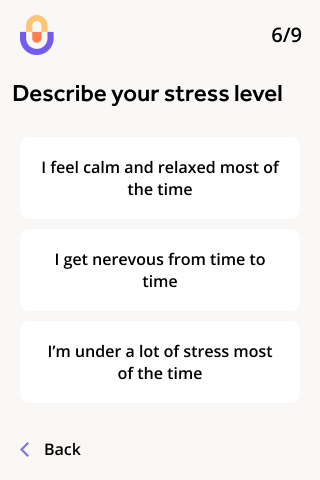 6/9
Describe your stress level
I feel calm and relaxed most of
the time
I get nerevous from time to
time
I’m under a lot of stress most
of the time
Back